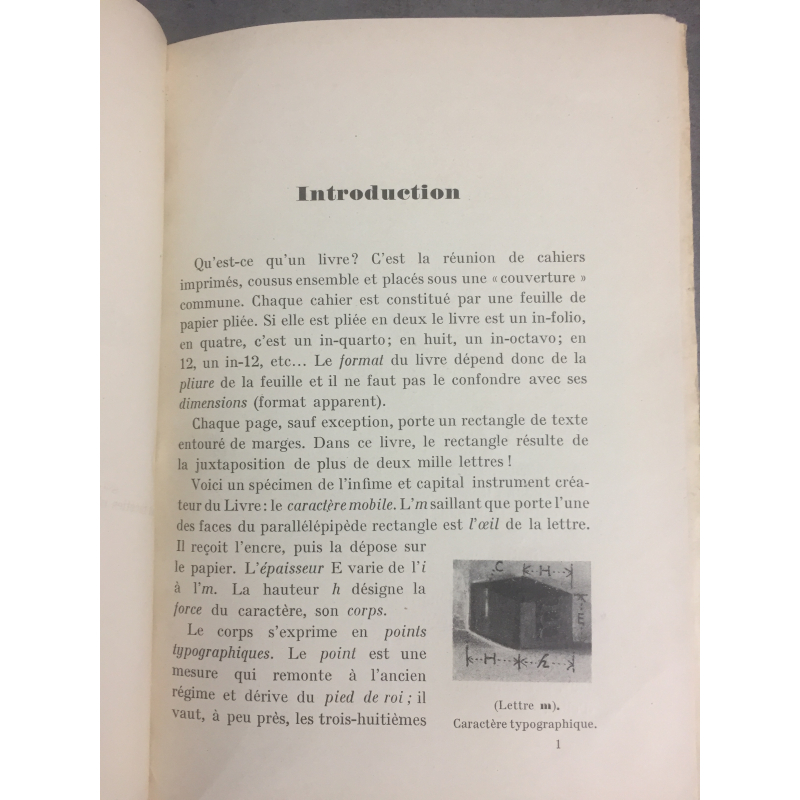 Introduction
Qu'est-ce qu'un livre? C'est la réunion de cahiers
imprimés, cousus ensemble et placés sous une « couverture »
commune. Chaque cahier est constitué par une feuille de
papier pliée. Si elle est pliée en deux le livre est un in-folio,
en quatre, c'est un in-quarto; en huit, un in-octavo; en
12, un in-12, etc... Le format du livre dépend donc de la
pliure de la feuille et il ne faut pas le confondre avec ses
dimensions (format apparent).
Chaque page, sauf exception, porte un rectangle de texte
entouré de marges. Dans ce livre, le rectangle résulte de
la juxtaposition de plus de deux mille lettres!
Voici un spécimen de l'infime et capital instrument créa-
teur du Livre: le caractère mobile. L'm saillant que porte l'une
des faces du parallélépipède rectangle est l'œil de la lettre.
Il reçoit l'encre, puis la dépose sur
le papier. L'épaisseur E varie de l'i
à l'm. La hauteur h désigne la
force du caractère, son corps.
Le corps s'exprime en points
typographiques. Le point est une
mesure qui remonte à l'ancien
régime et dérive du pied de roi; il
vaut, à peu près, les trois-huitièmes
C H
E
H h
(Lettre m).
Caractère typographique.
1